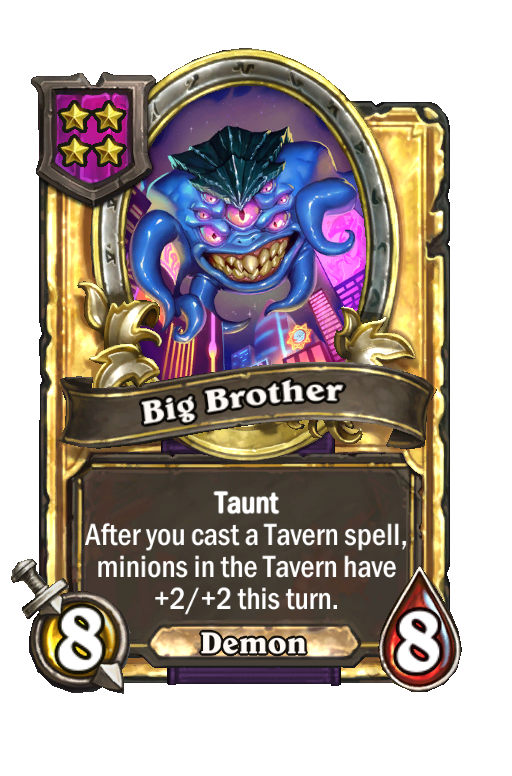 Big Brother
Taunt
After you cast a Tavern spell,
minions in the Tavern have
+2/+2 this turn.
8
Demon
8